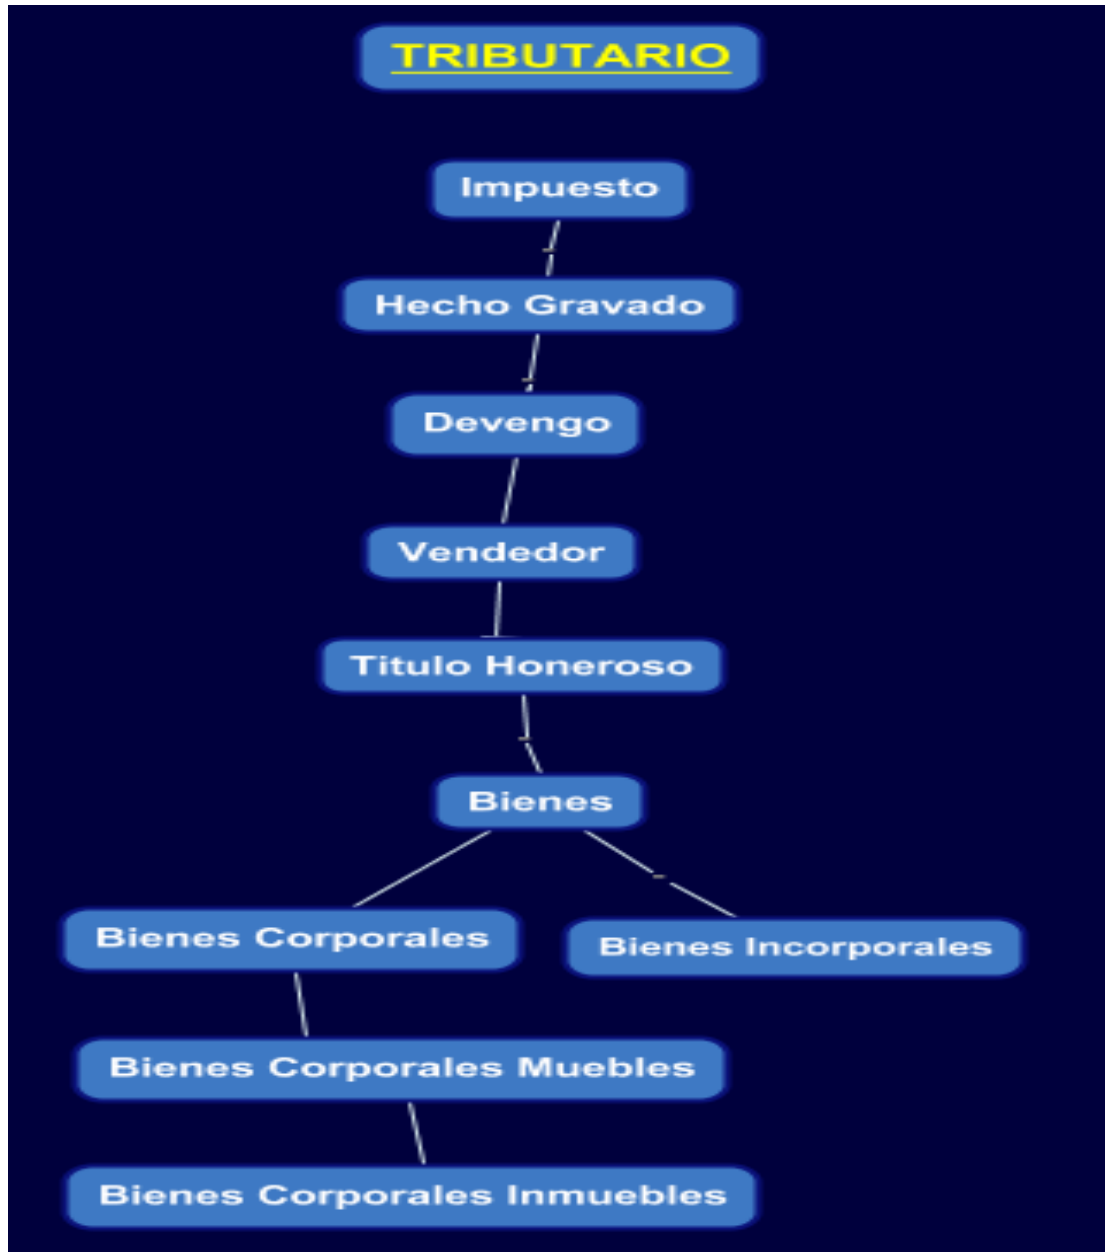 TRIBUTARIO
Impuesto
Hecho Gravado
Devengo
Vendedor
Titulo Honeroso
Bienes
Bienes Corporales
Bienes Incorporales
Bienes Corporales Muebles
Bienes Corporales Inmuebles